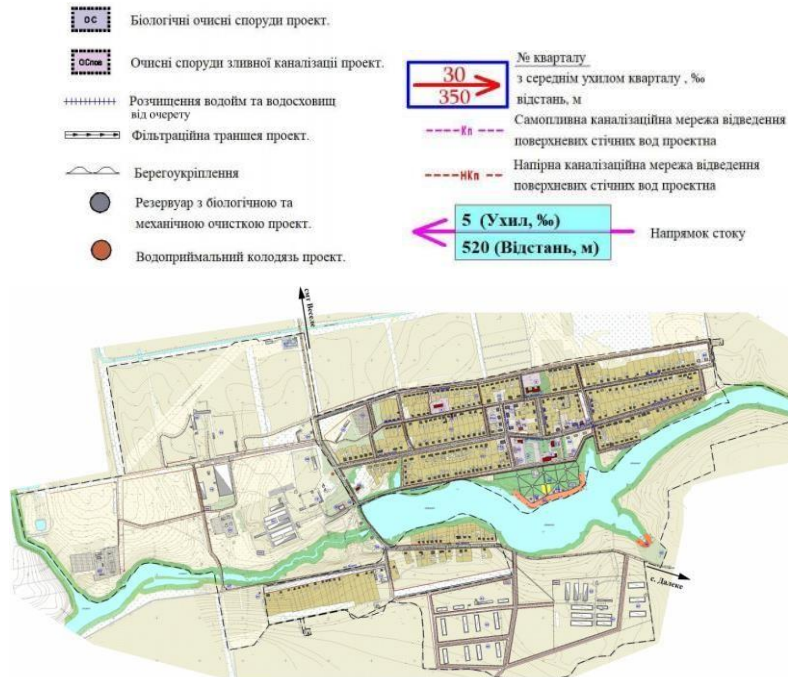 ОС
Біологічні очисні споруди проект.
ОСпов
Очисні споруди зливної каналізації проект.
Розчищення водойм та водосховищ
від очерету
Фільтраційна траншея проект.
Берегоукріплення
Резервуар з біологічною та
механічною очисткою проект.
Водоприймальний колодязь проект.
30
350
№ кварталу
з середнім ухилом кварталу , ‰
відстань, м
Кп
Самопливна каналізаційна мережа відведення
поверхневих стічних вод проектна
НКп
Напірна каналізаційна мережа відведення
поверхневих стічних вод проектна
5 (Ухил, ‰)
520 (Відстань, м)
Напрямок стоку
смт Веселе
с. Далеке